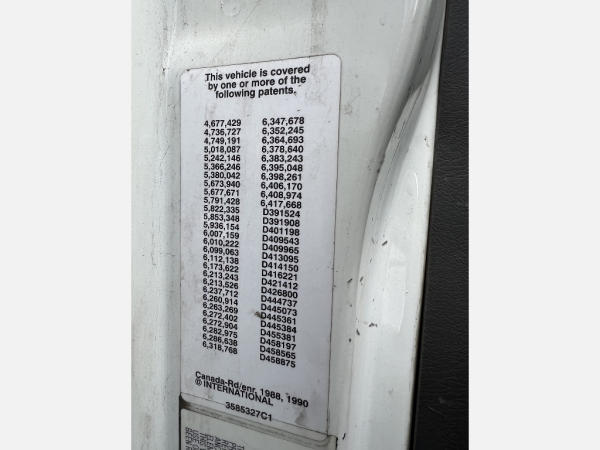 This vehicle is covered
by one or more of the
following patents.
4,677,429 6,347,678
4,736,727 6,352,245
4,749,191 6,364,693
5,018,087 6,378,640
5,242,146 6,383,243
5,366,246 6,395,048
5,380,042 6,398,261
5,673,940 6,406,170
5,677,671 6,408,974
5,791,428 6,417,668
5,822,335 D391524
5,853,348 D391908
5,936,154 D401198
6,007,159 D409543
6,010,222 D409965
6,099,063 D413095
6,112,138 D414150
6,173,622 D416221
6,213,243 D421412
6,213,526 D426800
6,237,712 D444737
6,260,914 D445073
6,263,269 D445361
6,272,402 D445384
6,272,904 D455381
6,282,975 D458197
6,286,638 D458565
6,318,768 D458875
Canada-Rd/enr. 1988, 1990
® INTERNATIONAL
3585327C1